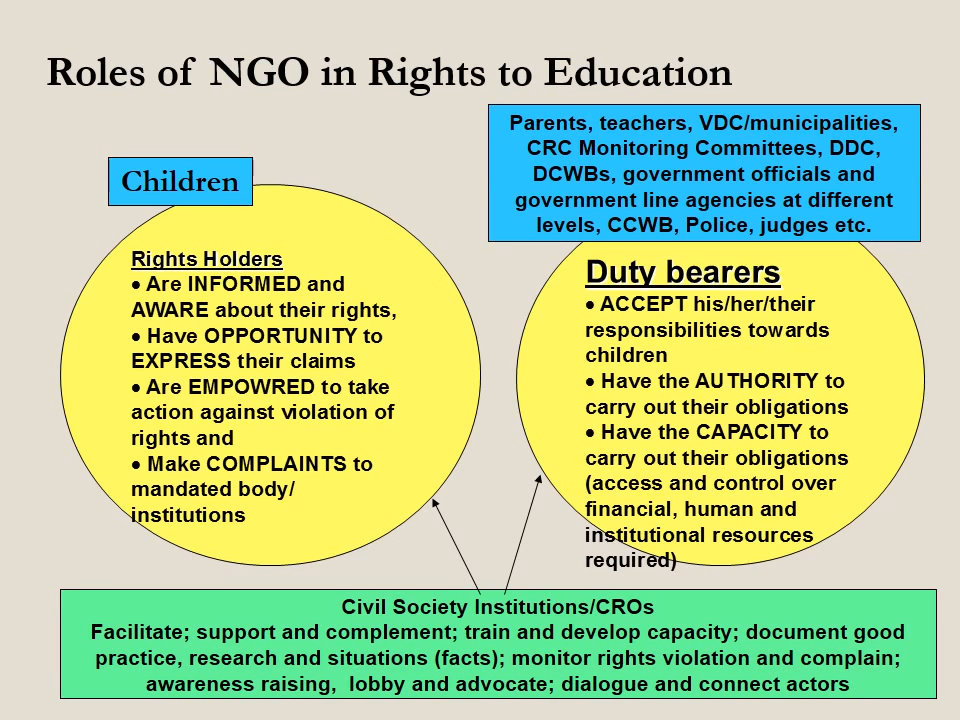 Roles of NGO in Rights to Education
Children
Rights Holders
• Are INFORMED and
AWARE about their rights,
• Have OPPORTUNITY to
EXPRESS their claims
• Are EMPOWRED to take
action against violation of
rights and
• Make COMPLAINTS to
mandated body/
institutions
Parents, teachers, VDC/municipalities,
CRC Monitoring Committees, DDC,
DCWBs, government officials and
government line agencies at different
levels, CCWB, Police, judges etc.
Duty bearers
• ACCEPT his/her/their
responsibilities towards
children
• Have the AUTHORITY to
carry out their obligations
• Have the CAPACITY to
carry out their obligations
(access and control over
financial, human and
institutional resources
required)
Civil Society Institutions/CROs
Facilitate; support and complement; train and develop capacity; document good
practice, research and situations (facts); monitor rights violation and complain;
awareness raising, lobby and advocate; dialogue and connect actors